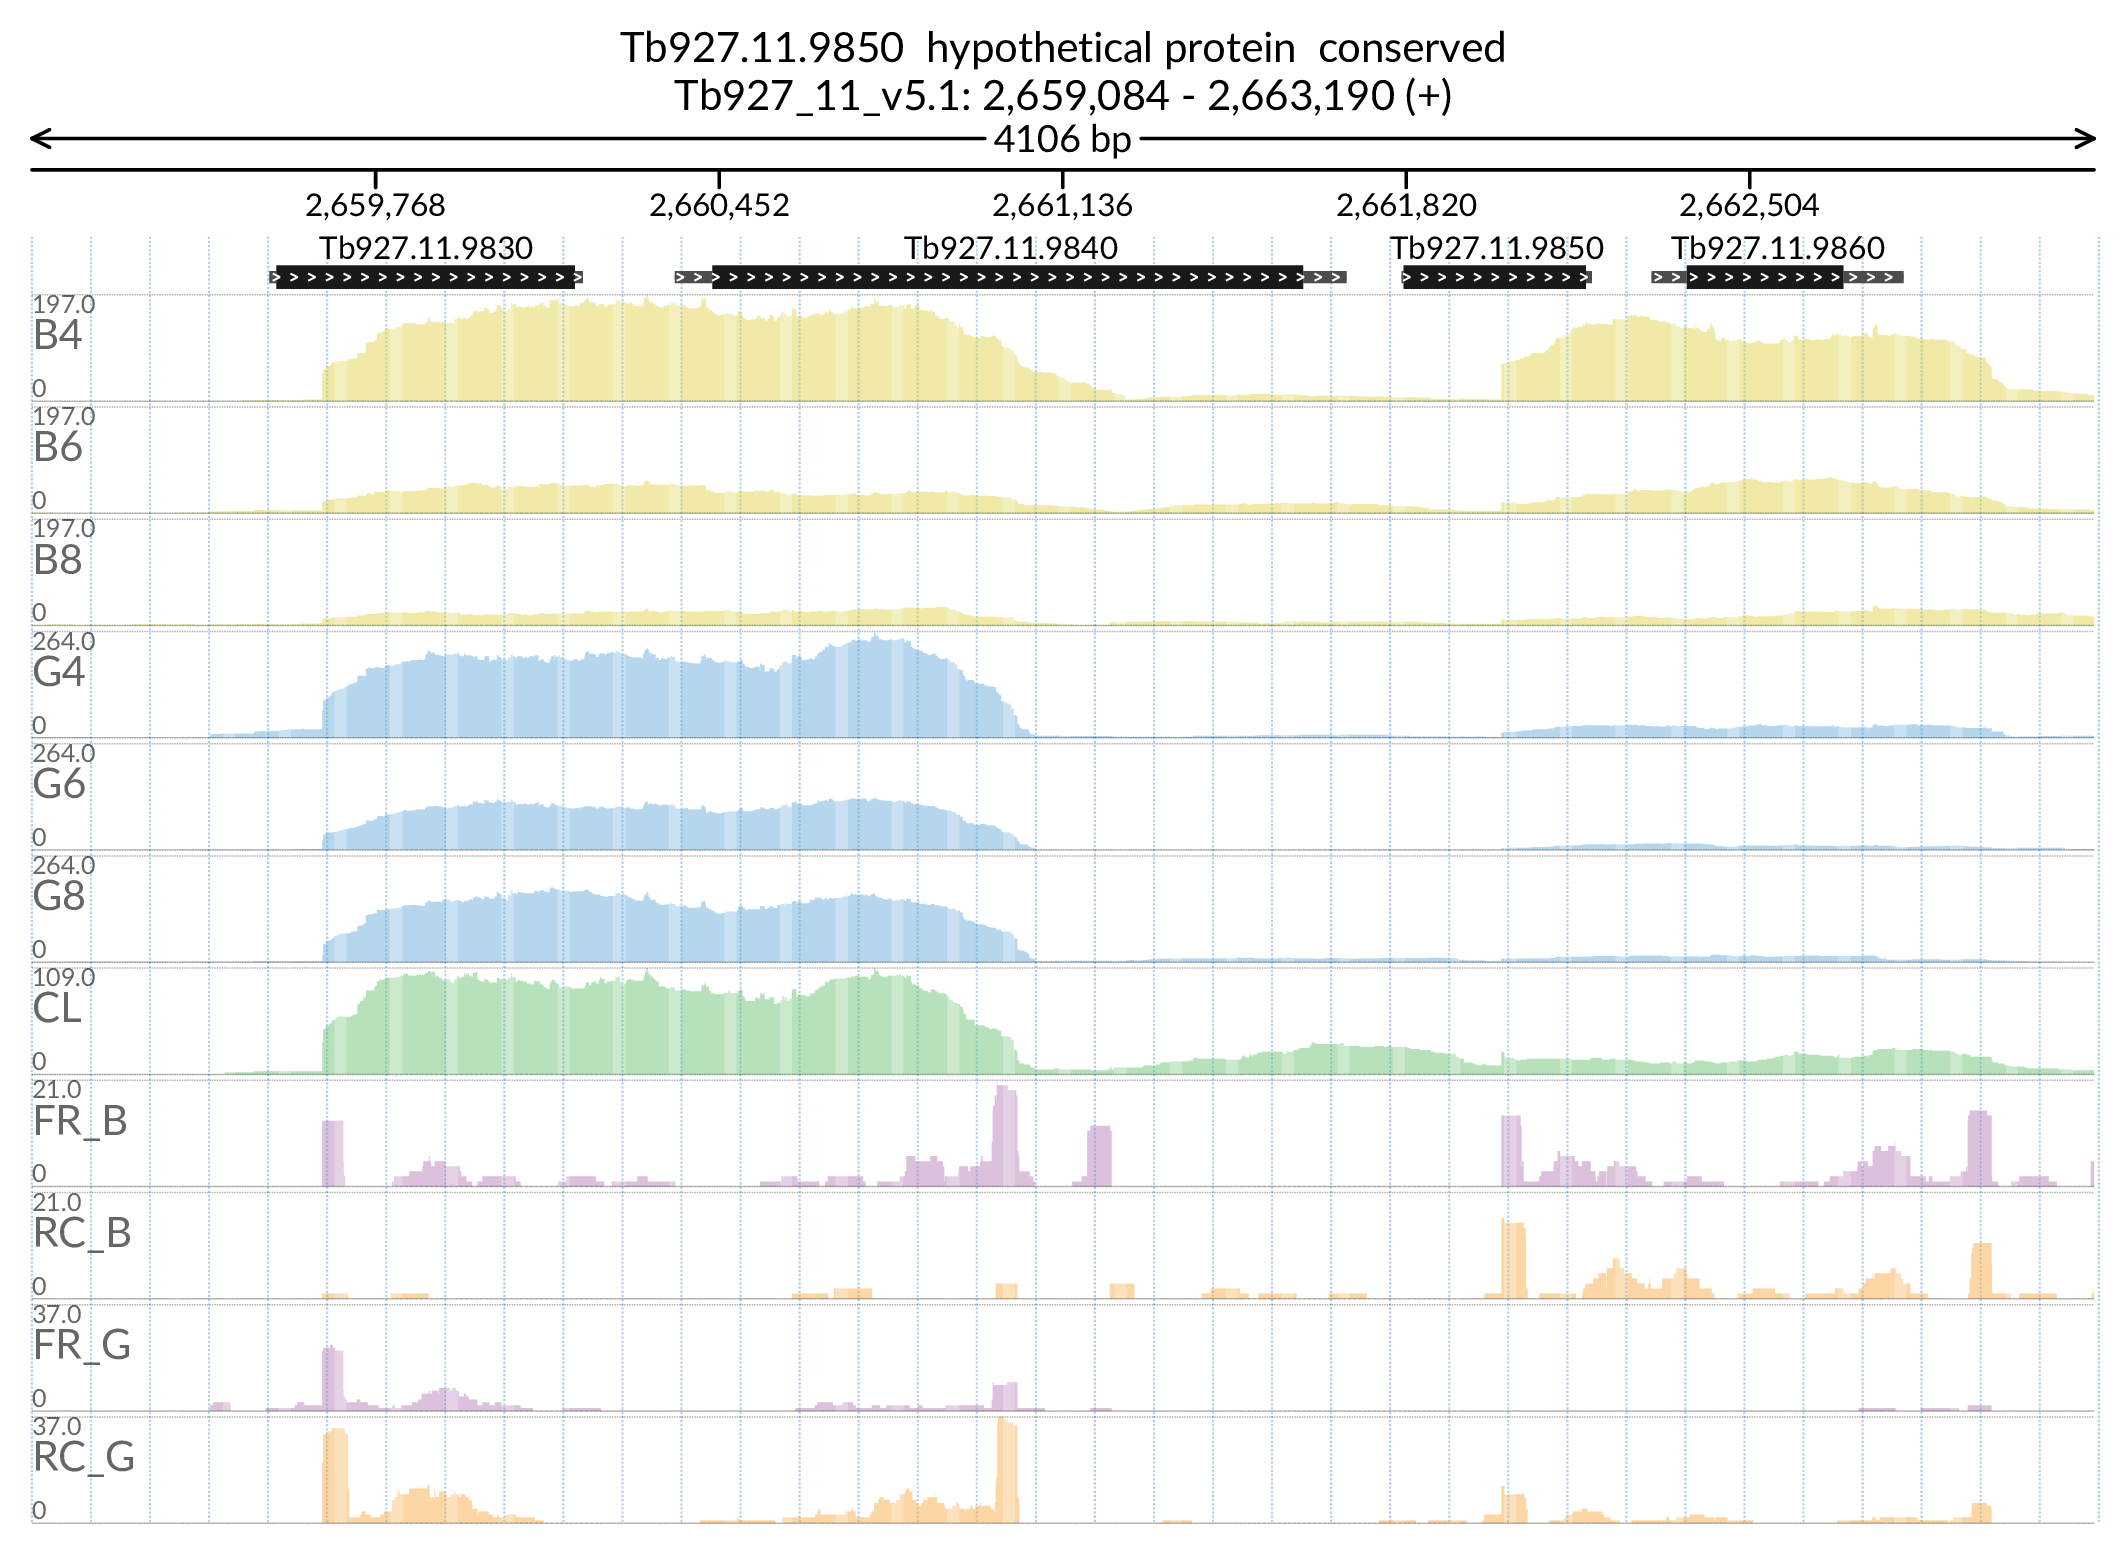 Tb927.11.9850 hypothetical protein conserved
Tb927_11_v5.1: 2,659,084 - 2,663,190 (+)
4106 bp
2,659,768 2,660,452 2,661,136 2,661,820 2,662,504
Tb927.11.9830 Tb927.11.9840 Tb927.11.9850 Tb927.11.9860
197.0
B4
0
197.0
B6
0
197.0
B8
0
264.0
G4
0
264.0
G6
0
264.0
G8
0
109.0
CL
0
21.0
FR_B
0
21.0
RC_B
0
37.0
FR_G
0
37.0
RC_G
0